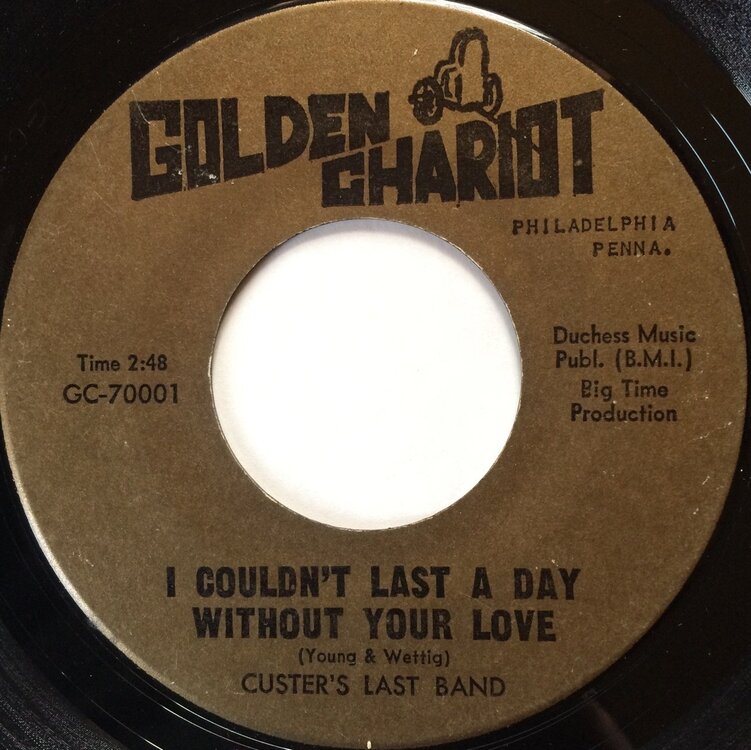 GOLDEN
CHARIOT
PHILADELPHIA
PENNA.
Time 2:48
GC-70001
Duchess Music
Publ. (B.M.I.)
Big Time
Production
I COULDN'T LAST A DAY
WITHOUT YOUR LOVE
(Young & Wettig)
CUSTER'S LAST BAND